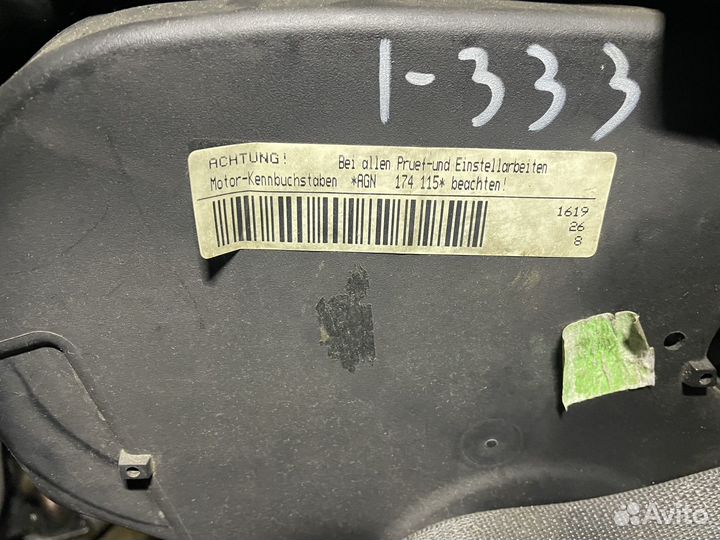 1-333
ACHTUNG! Bei allen Pruef-und Einstellarbeiten
Motor-Kennbuchstaben *AGN 174 115* beachten!
1619
26
8
Avito